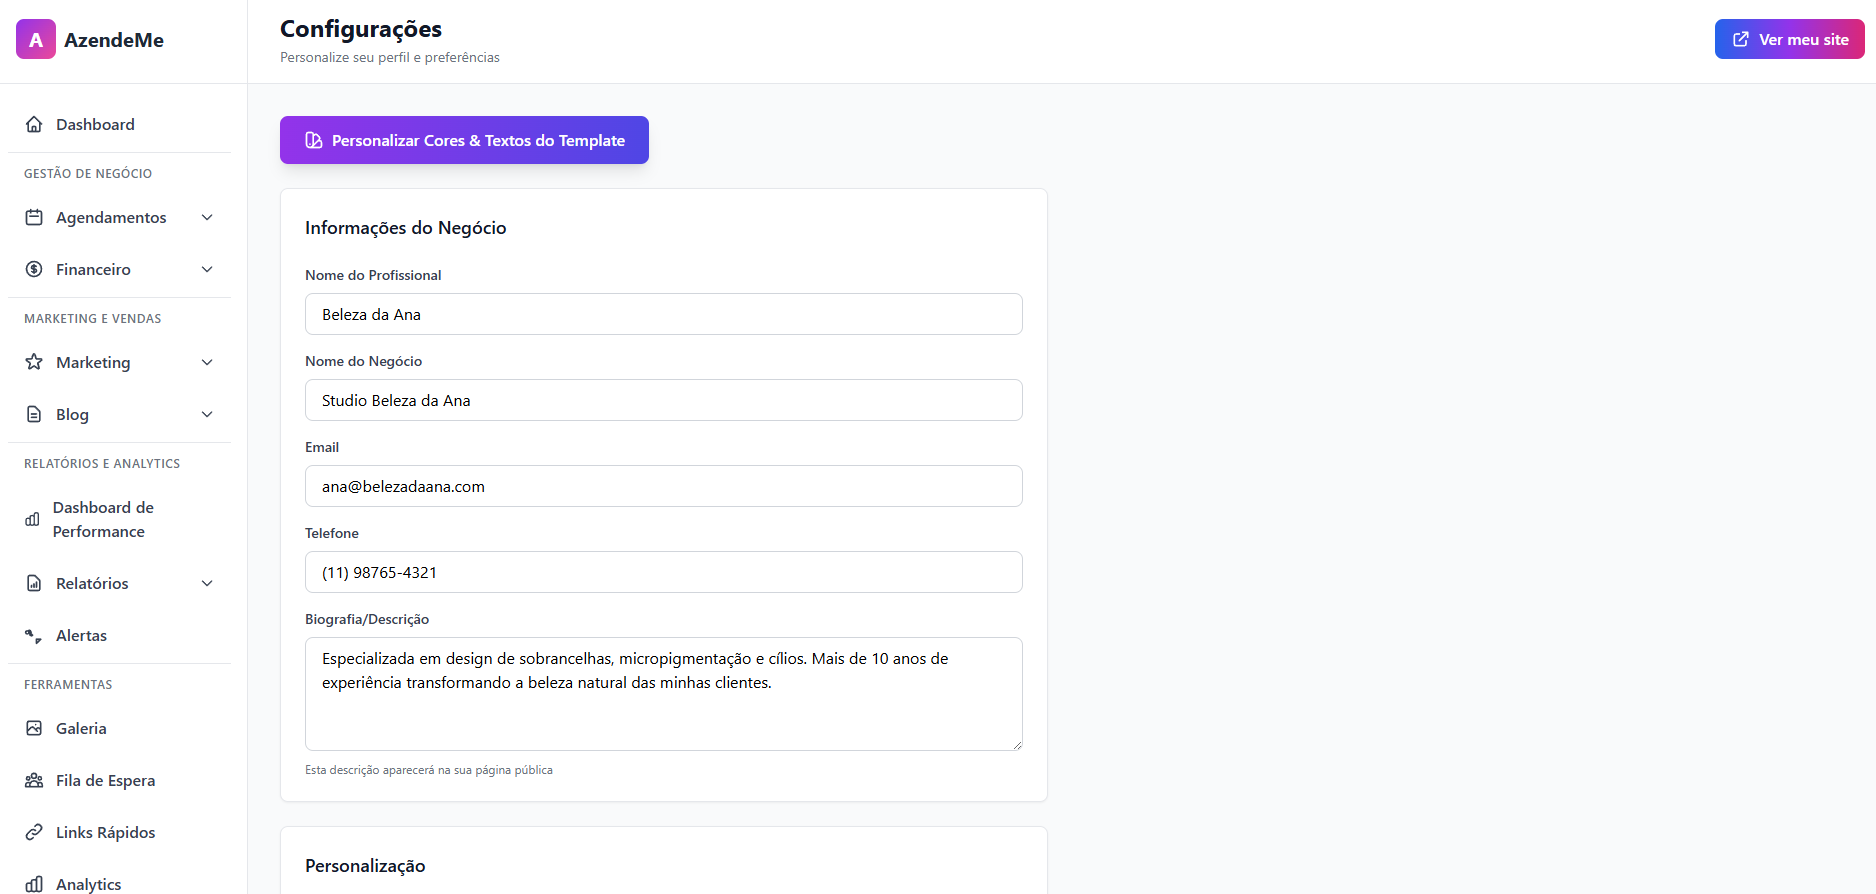 A AzendeMe
Dashboard
GESTÃO DE NEGÓCIO
Agendamentos
Financeiro
MARKETING E VENDAS
Marketing
Blog
RELATÓRIOS E ANALYTICS
Dashboard de
Performance
Relatórios
Alertas
FERRAMENTAS
Galeria
Fila de Espera
Links Rápidos
Analytics
Configurações
Personalize seu perfil e preferências
Ver meu site
Personalizar Cores & Textos do Template
Informações do Negócio
Nome do Profissional
Beleza da Ana
Nome do Negócio
Studio Beleza da Ana
Email
ana@belezadaana.com
Telefone
(11) 98765-4321
Biografia/Descrição
Especializada em design de sobrancelhas, micropigmentação e cílios. Mais de 10 anos de
experiência transformando a beleza natural das minhas clientes.
Esta descrição aparecerá na sua página pública
Personalização